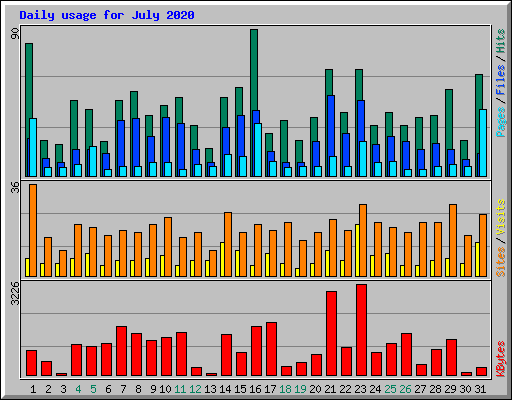 Daily usage for July 2020
90
Pages / Files / Hits
36
Sites / Visits
3226
KBytes
1 2 3 4 5 6 7 8 9 10 11 12 13 14 15 16 17 18 19 20 21 22 23 24 25 26 27 28 29 30 31